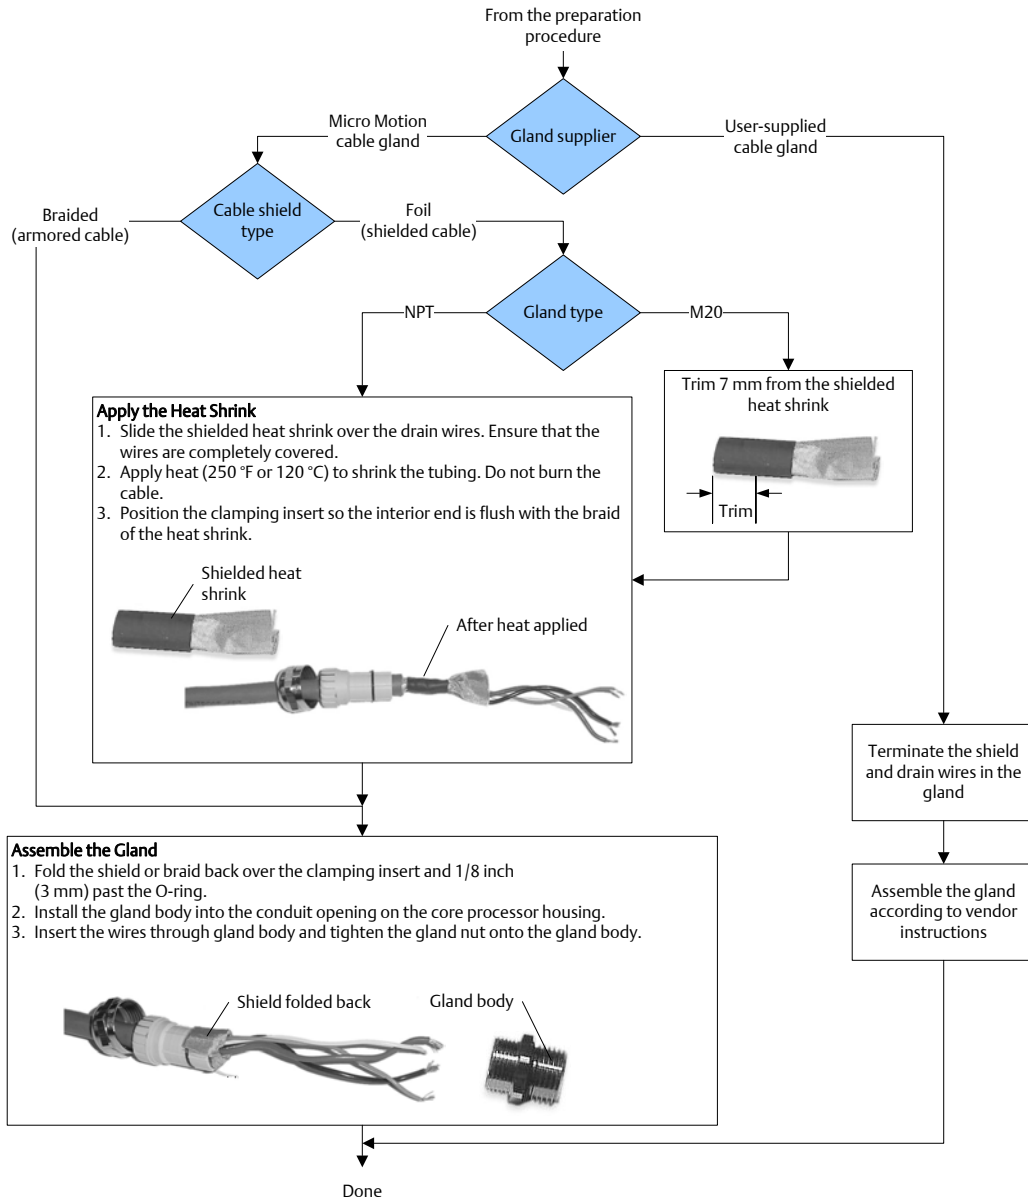 From the preparation
procedure
Gland supplier
Micro Motion
cable gland
User-supplied
cable gland
Cable shield
type
Braided
(armored cable)
Foil
(shielded cable)
Gland type
NPT
M20
Trim 7 mm from the shielded
heat shrink
Trim
Apply the Heat Shrink
1. Slide the shielded heat shrink over the drain wires. Ensure that the
wires are completely covered.
2. Apply heat (250 °F or 120 °C) to shrink the tubing. Do not burn the
cable.
3. Position the clamping insert so the interior end is flush with the braid
of the heat shrink.
Shielded heat
shrink
After heat applied
Terminate the shield
and drain wires in the
gland
Assemble the gland
according to vendor
instructions
Assemble the Gland
1. Fold the shield or braid back over the clamping insert and 1/8 inch
(3 mm) past the O-ring.
2. Install the gland body into the conduit opening on the core processor housing.
3. Insert the wires through gland body and tighten the gland nut onto the gland body.
Shield folded back
Gland body
Done